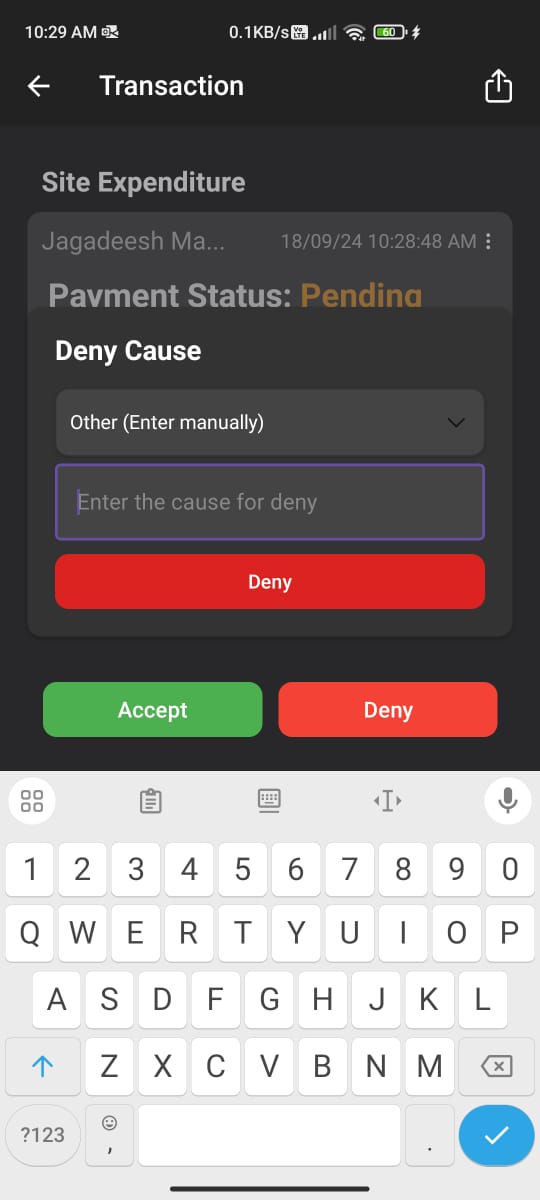 10:29 AM 0.1KB/s Vo LTE 60
Transaction
Site Expenditure
Jagadeesh Ma... 18/09/24 10:28:48 AM
Payment Status: Pending
Deny Cause
Other (Enter manually)
Enter the cause for deny
Deny
Accept Deny
1 2 3 4 5 6 7 8 9 0
Q W E R T Y U I O P
A S D F G H J K L
Z X C V B N M
?123 , .